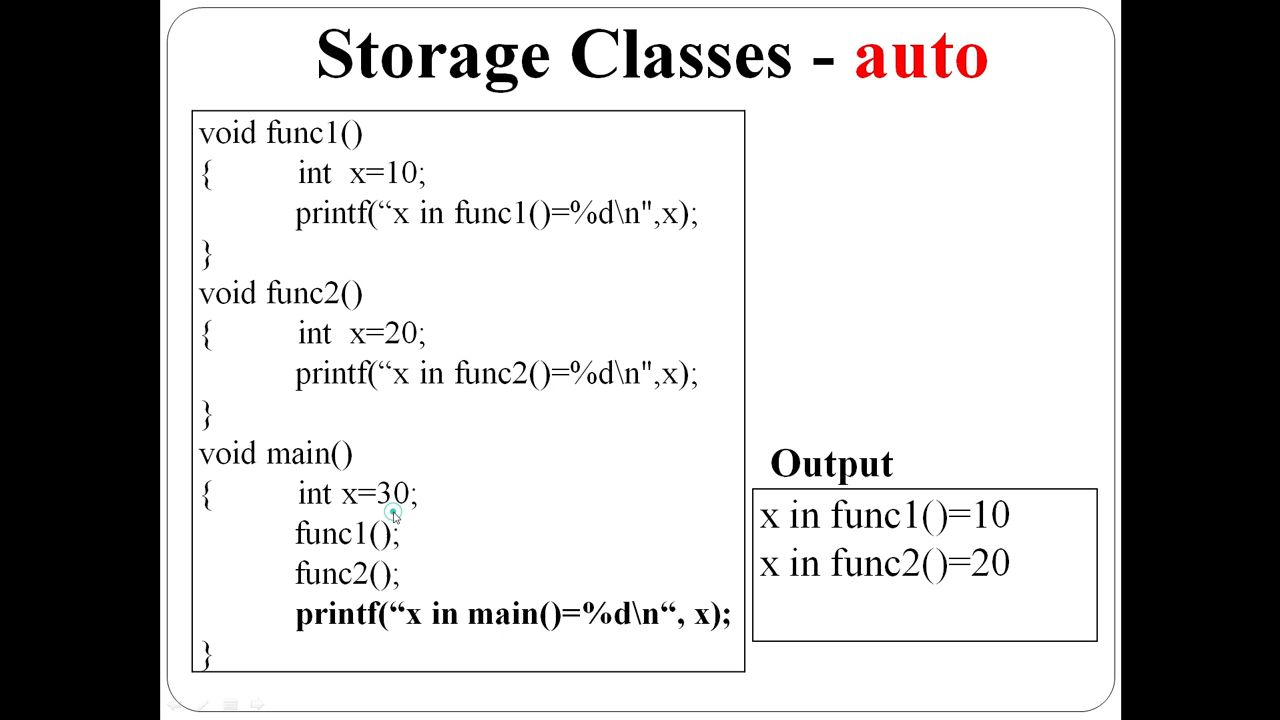 Storage Classes - auto
void func1()
{ int x=10;
printf(“x in func1()=%d\n",x);
}
void func2()
{ int x=20;
printf(“x in func2()=%d\n",x);
}
void main()
{ int x=30;
func1();
func2();
printf(“x in main()=%d\n“, x);
}
Output
x in func1()=10
x in func2()=20